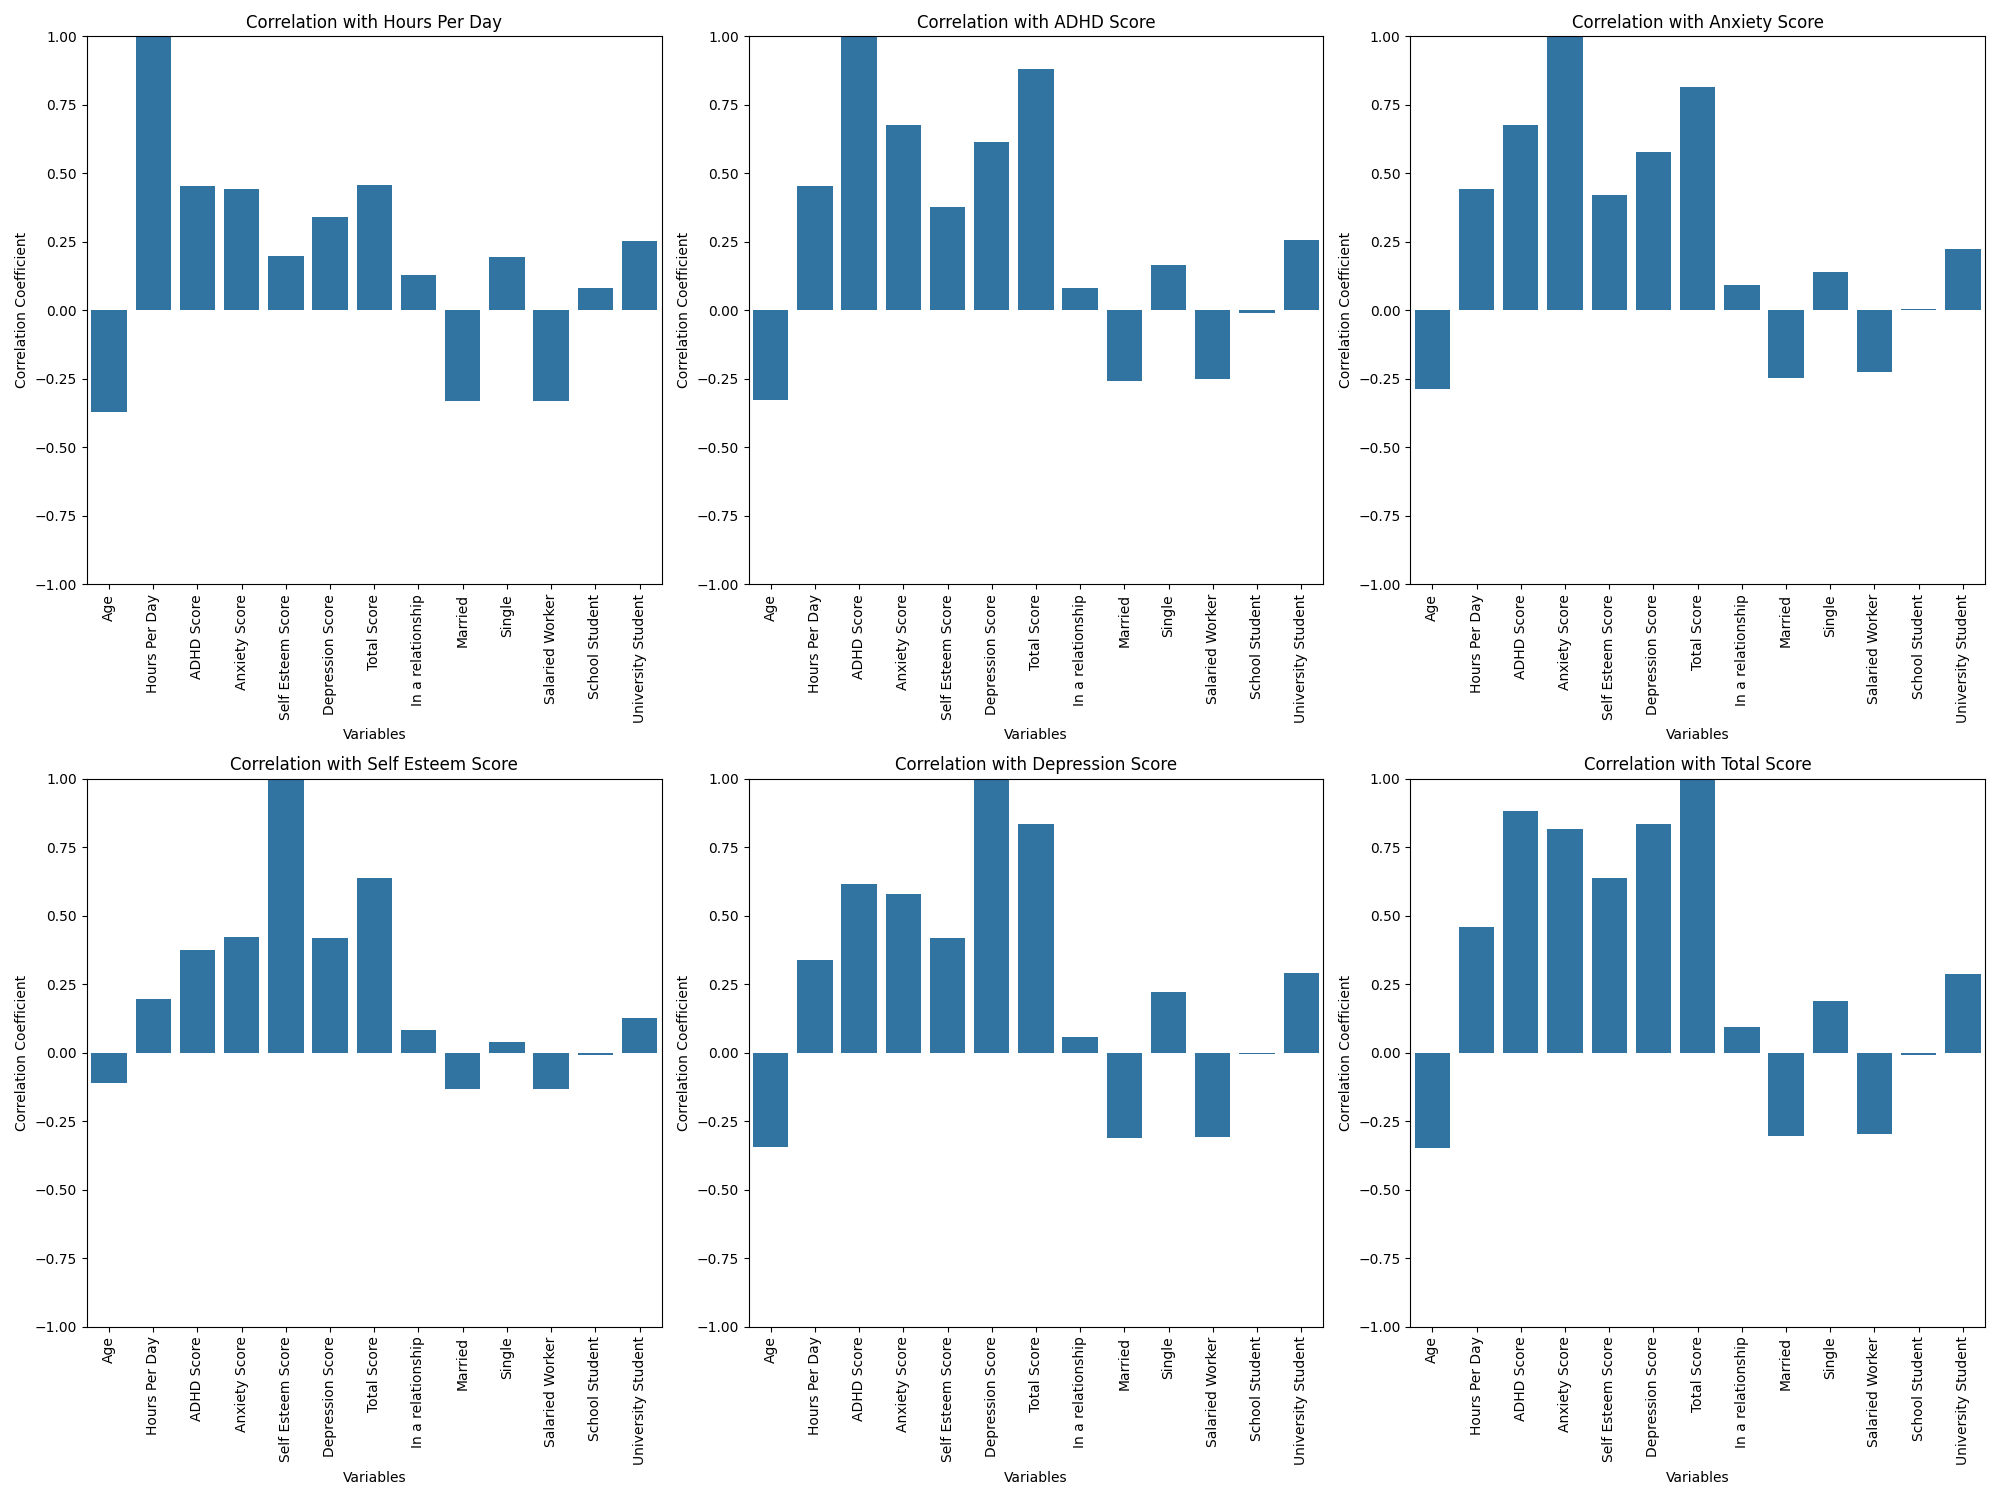 Correlation with Hours Per Day
Correlation Coefficient
1.00
0.75
0.50
0.25
0.00
−0.25
−0.50
−0.75
−1.00
Age
Hours Per Day
ADHD Score
Anxiety Score
Self Esteem Score
Depression Score
Total Score
In a relationship
Married
Single
Salaried Worker
School Student
University Student
Variables
Correlation with ADHD Score
Correlation Coefficient
1.00
0.75
0.50
0.25
0.00
−0.25
−0.50
−0.75
−1.00
Age
Hours Per Day
ADHD Score
Anxiety Score
Self Esteem Score
Depression Score
Total Score
In a relationship
Married
Single
Salaried Worker
School Student
University Student
Variables
Correlation with Anxiety Score
Correlation Coefficient
1.00
0.75
0.50
0.25
0.00
−0.25
−0.50
−0.75
−1.00
Age
Hours Per Day
ADHD Score
Anxiety Score
Self Esteem Score
Depression Score
Total Score
In a relationship
Married
Single
Salaried Worker
School Student
University Student
Variables
Correlation with Self Esteem Score
Correlation Coefficient
1.00
0.75
0.50
0.25
0.00
−0.25
−0.50
−0.75
−1.00
Age
Hours Per Day
ADHD Score
Anxiety Score
Self Esteem Score
Depression Score
Total Score
In a relationship
Married
Single
Salaried Worker
School Student
University Student
Variables
Correlation with Depression Score
Correlation Coefficient
1.00
0.75
0.50
0.25
0.00
−0.25
−0.50
−0.75
−1.00
Age
Hours Per Day
ADHD Score
Anxiety Score
Self Esteem Score
Depression Score
Total Score
In a relationship
Married
Single
Salaried Worker
School Student
University Student
Variables
Correlation with Total Score
Correlation Coefficient
1.00
0.75
0.50
0.25
0.00
−0.25
−0.50
−0.75
−1.00
Age
Hours Per Day
ADHD Score
Anxiety Score
Self Esteem Score
Depression Score
Total Score
In a relationship
Married
Single
Salaried Worker
School Student
University Student
Variables